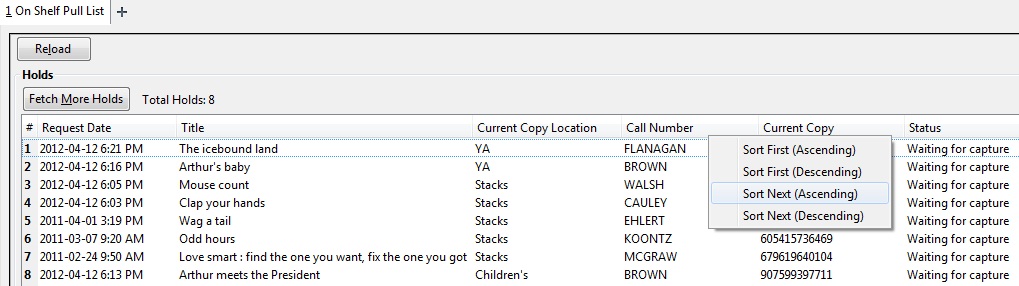 1 On Shelf Pull List +
Reload
Holds
Fetch More Holds Total Holds: 8
# Request Date Title Current Copy Location Call Number Current Copy Status
1 2012-04-12 6:21 PM The icebound land YA FLANAGAN Waiting for capture
2 2012-04-12 6:16 PM Arthur's baby YA BROWN Waiting for capture
3 2012-04-12 6:05 PM Mouse count Stacks WALSH Waiting for capture
4 2012-04-12 6:03 PM Clap your hands Stacks CAULEY Waiting for capture
5 2011-04-01 3:19 PM Wag a tail Stacks EHLERT Waiting for capture
6 2011-03-07 9:20 AM Odd hours Stacks KOONTZ 605415736469 Waiting for capture
7 2011-02-24 9:50 AM Love smart : find the one you want, fix the one you got Stacks MCGRAW 679619640104 Waiting for capture
8 2012-04-12 6:13 PM Arthur meets the President Children's BROWN 907599397711 Waiting for capture
Sort First (Ascending)
Sort First (Descending)
Sort Next (Ascending)
Sort Next (Descending)